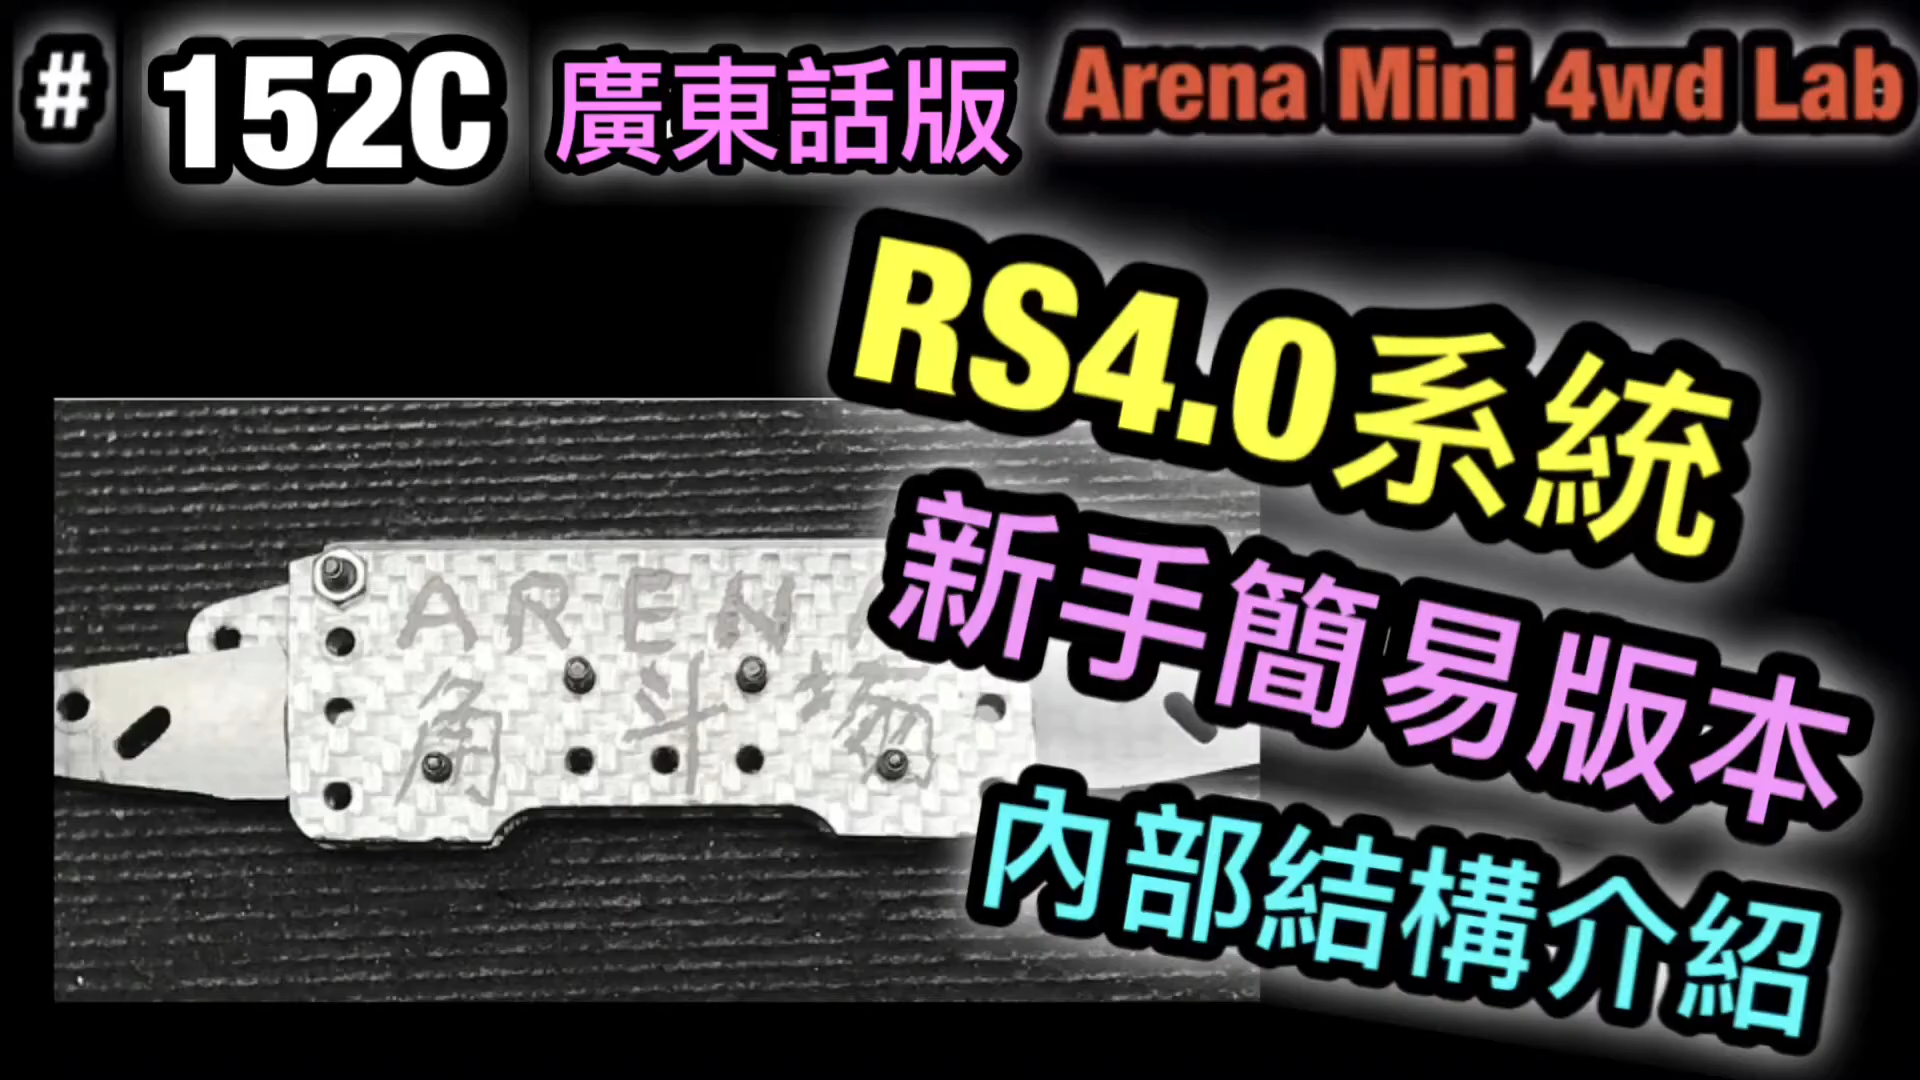 # 152C 廣東話版 Arena Mini 4wd Lab
RS4.0系統
新手簡易版本
內部結構介紹
AREN
角斗场